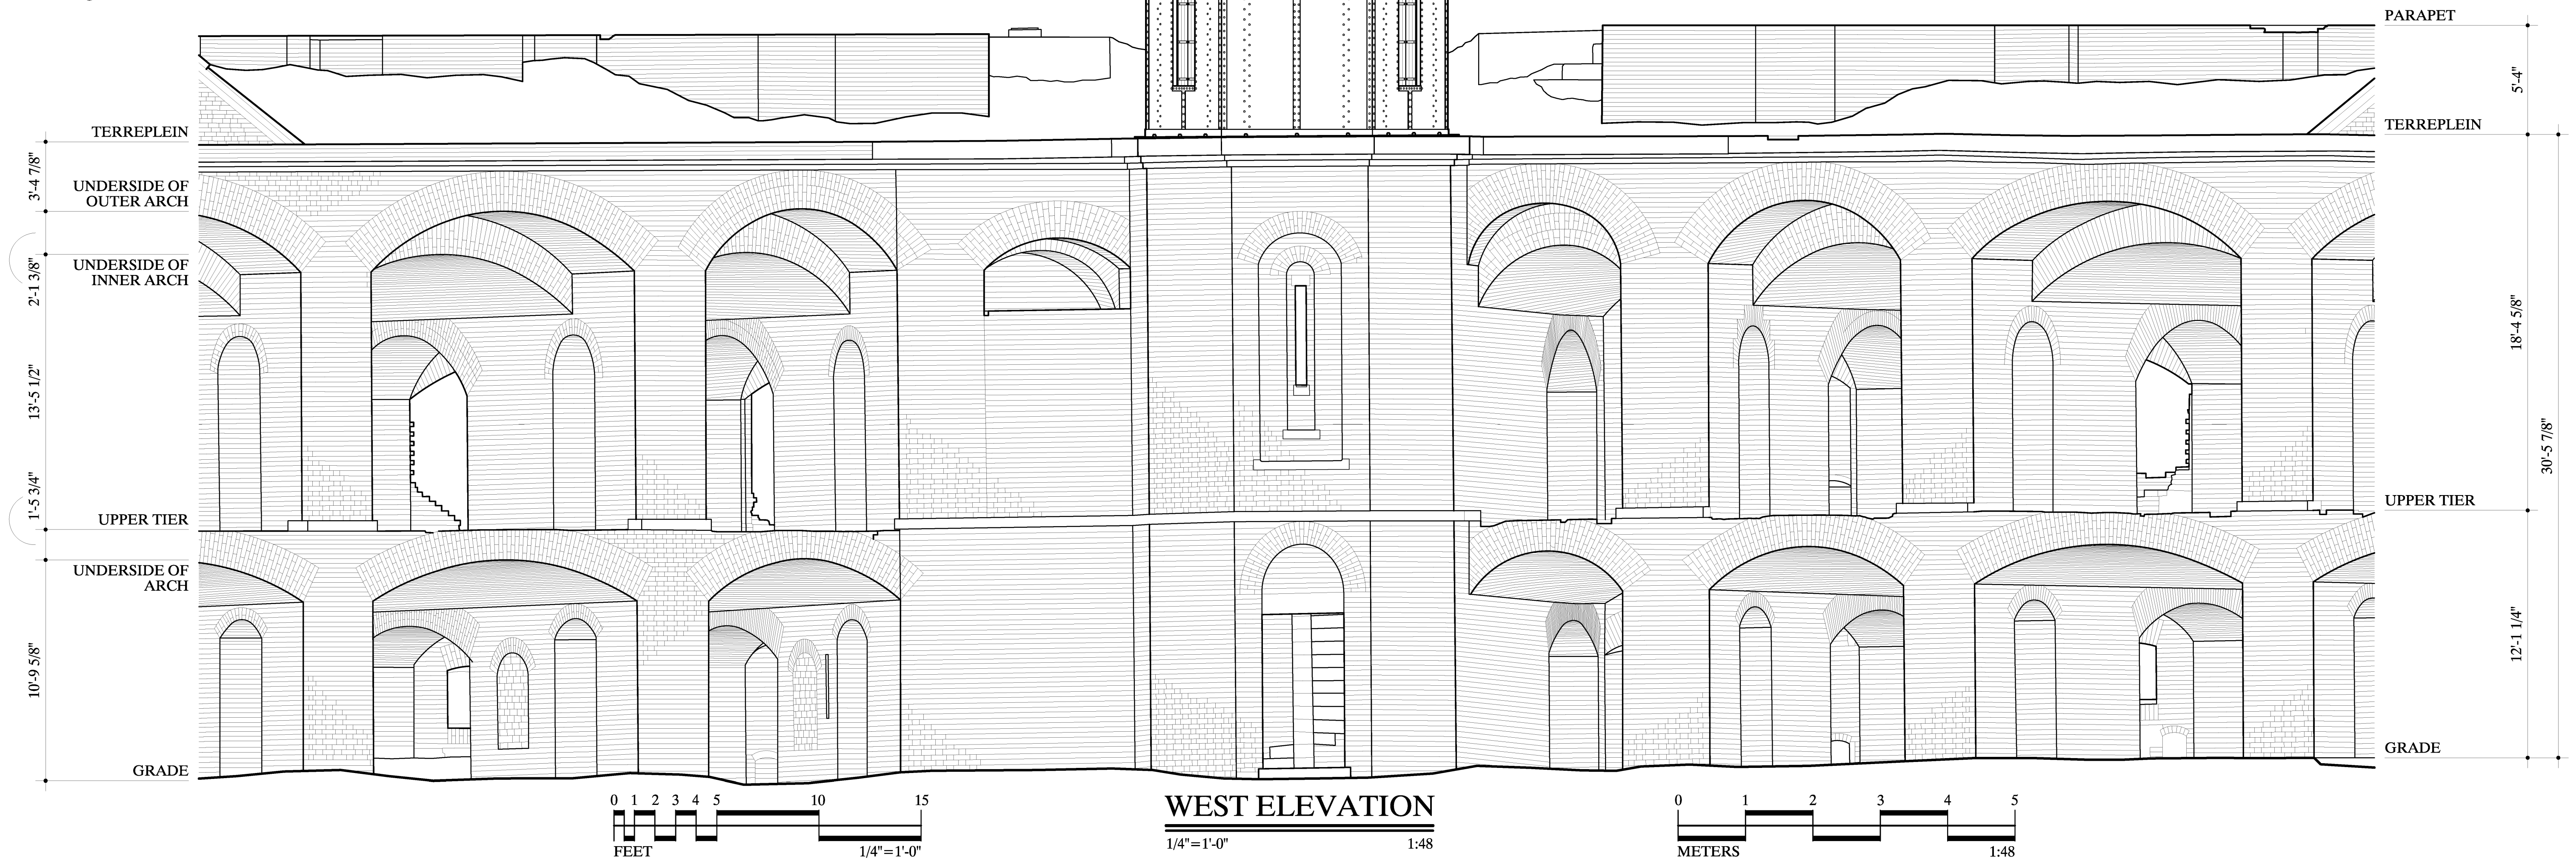 PARAPET
5'-4"
TERREPLEIN
TERREPLEIN
3'-4 7/8"
UNDERSIDE OF
OUTER ARCH
2'-1 3/8"
UNDERSIDE OF
INNER ARCH
18'-4 5/8"
13'-5 1/2"
30'-5 7/8"
1'-5 3/4"
UPPER TIER
UPPER TIER
UNDERSIDE OF
ARCH
12'-1 1/4"
10'-9 5/8"
GRADE
GRADE
0 1 2 3 4 5 10 15
FEET 1/4"=1'-0"
WEST ELEVATION
1/4"=1'-0" 1:48
0 1 2 3 4 5
METERS 1:48